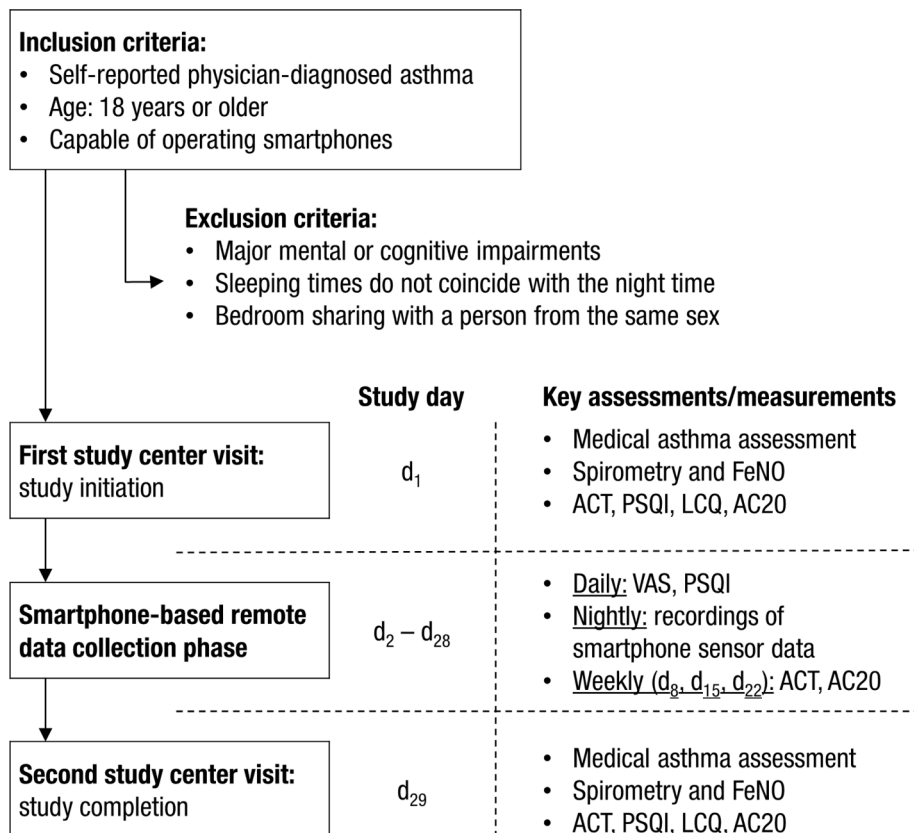 Inclusion criteria:
• Self-reported physician-diagnosed asthma
• Age: 18 years or older
• Capable of operating smartphones
Exclusion criteria:
• Major mental or cognitive impairments
• Sleeping times do not coincide with the night time
• Bedroom sharing with a person from the same sex
Study day
Key assessments/measurements
First study center visit:
study initiation
d1
• Medical asthma assessment
• Spirometry and FeNO
• ACT, PSQI, LCQ, AC20
Smartphone-based remote
data collection phase
d2 – d28
• Daily: VAS, PSQI
• Nightly: recordings of
smartphone sensor data
• Weekly (d8, d15, d22): ACT, AC20
Second study center visit:
study completion
d29
• Medical asthma assessment
• Spirometry and FeNO
• ACT, PSQI, LCQ, AC20